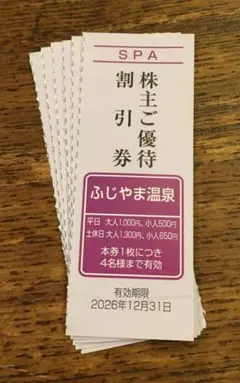 SPA
株主ご優待
割引券
ふじやま温泉
平日 大人1,000円、小人500円
土休日 大人1,300円、小人650円
本券1枚につき
4名様まで有効
有効期限
2026年12月31日